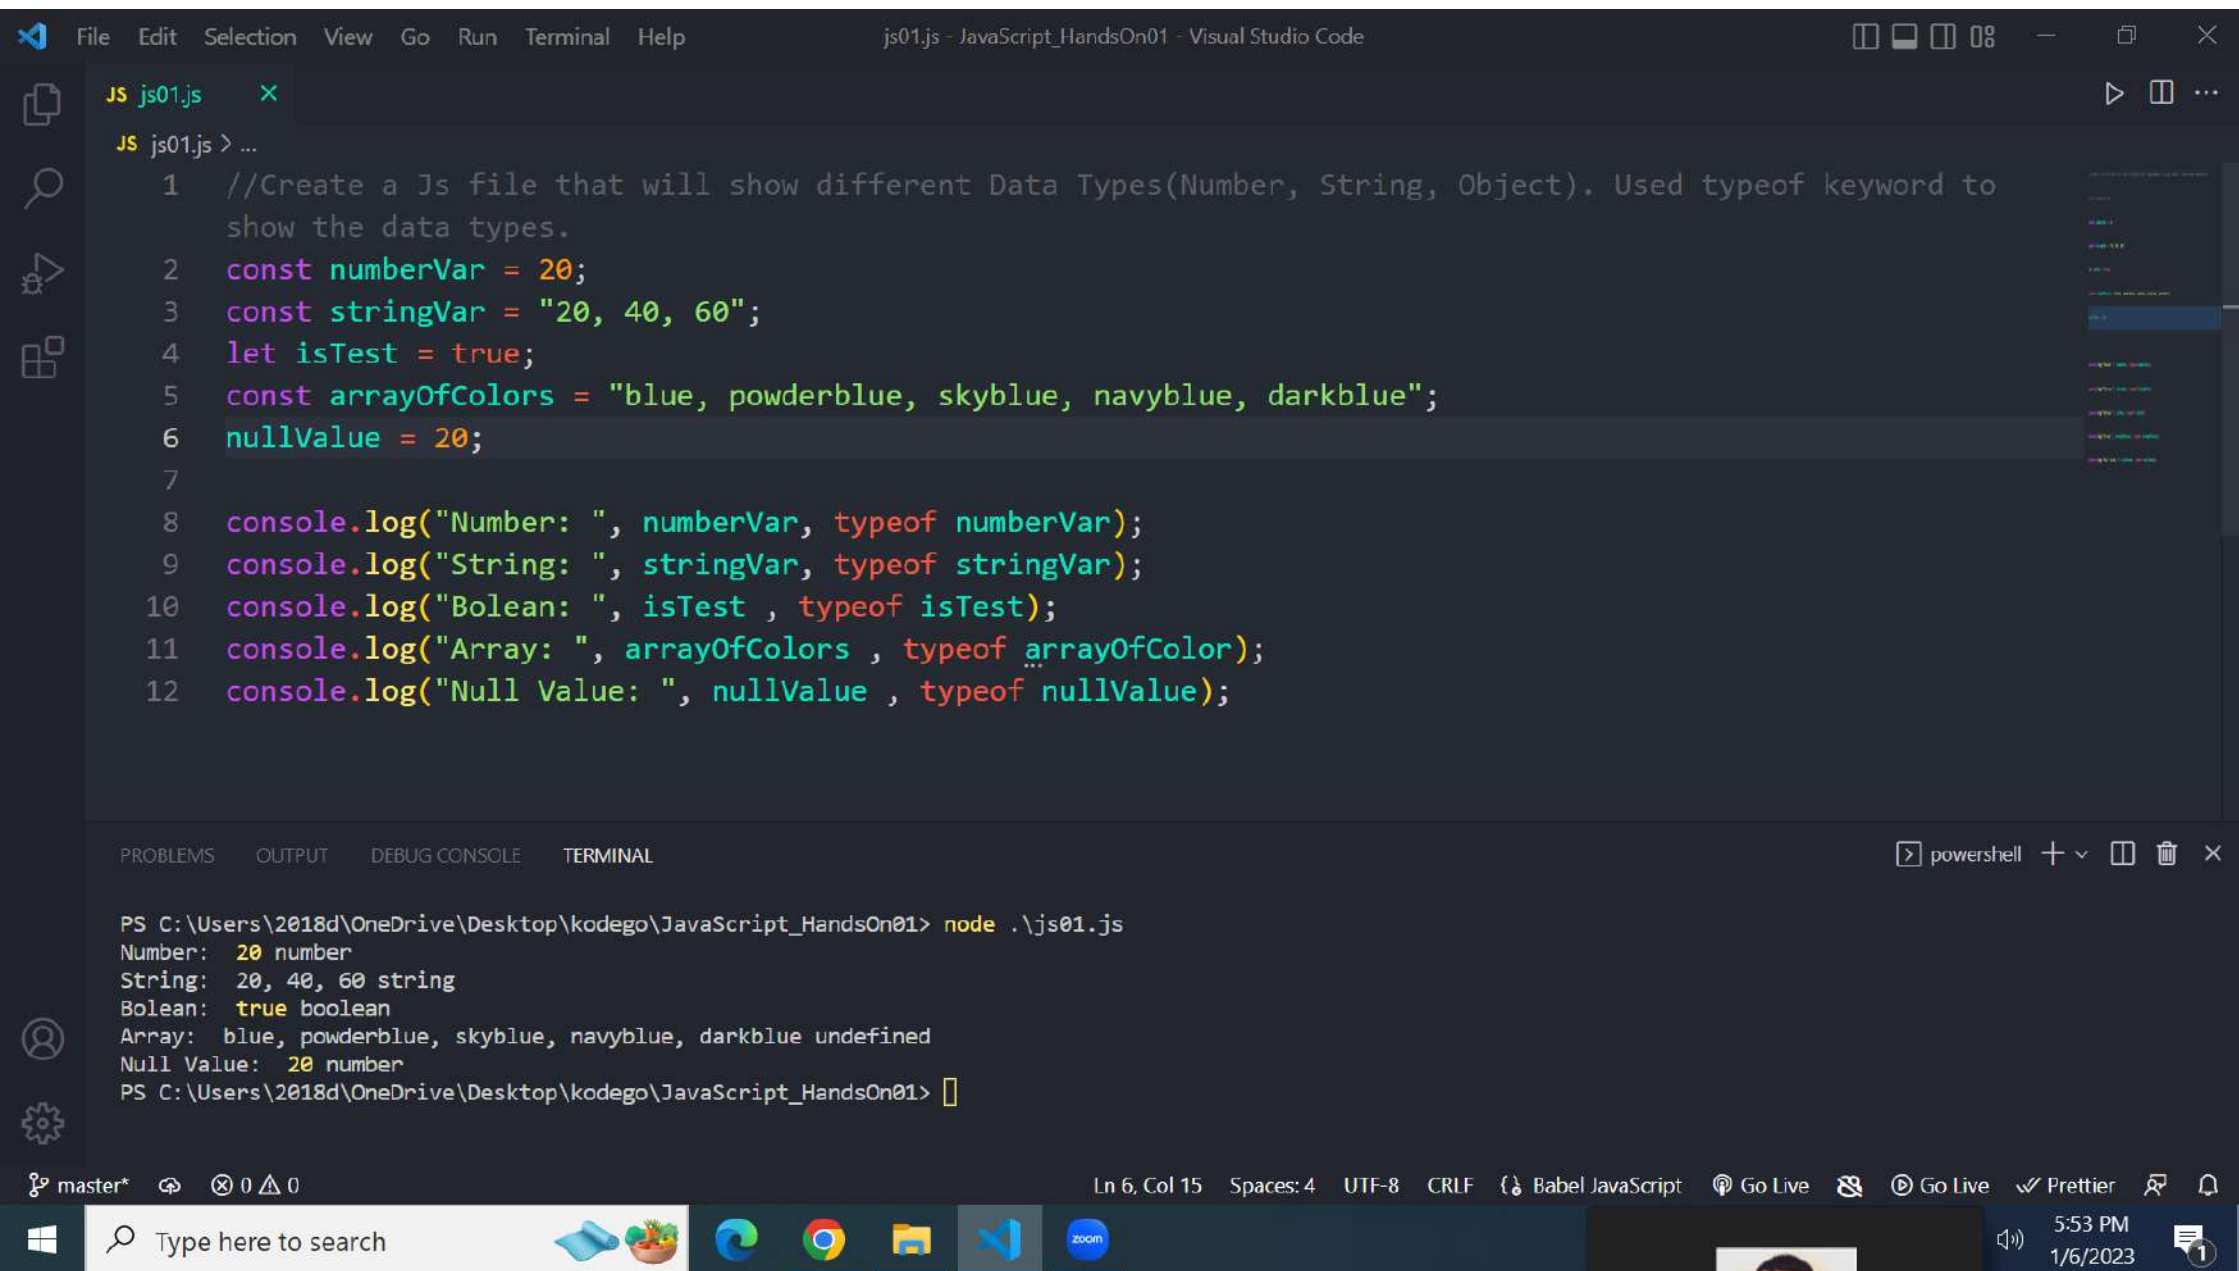 File Edit Selection View Go Run Terminal Help js01.js - JavaScript_HandsOn01 - Visual Studio Code
JS js01.js
JS js01.js > ...
1 //Create a Js file that will show different Data Types(Number, String, Object). Used typeof keyword to
show the data types.
2 const numberVar = 20;
3 const stringVar = "20, 40, 60";
4 let isTest = true;
5 const arrayOfColors = "blue, powderblue, skyblue, navyblue, darkblue";
6 nullValue = 20;
7
8 console.log("Number: ", numberVar, typeof numberVar);
9 console.log("String: ", stringVar, typeof stringVar);
10 console.log("Bolean: ", isTest , typeof isTest);
11 console.log("Array: ", arrayOfColors , typeof arrayOfColor);
12 console.log("Null Value: ", nullValue , typeof nullValue);
PROBLEMS OUTPUT DEBUG CONSOLE TERMINAL powershell
PS C:\Users\2018d\OneDrive\Desktop\kodego\JavaScript_HandsOn01> node .\js01.js
Number:  20 number
String:  20, 40, 60 string
Bolean:  true boolean
Array:  blue, powderblue, skyblue, navyblue, darkblue undefined
Null Value:  20 number
PS C:\Users\2018d\OneDrive\Desktop\kodego\JavaScript_HandsOn01>
master* 0 0 Ln 6, Col 15 Spaces: 4 UTF-8 CRLF Babel JavaScript Go Live Go Live Prettier
Type here to search zoom 5:53 PM
1/6/2023 1